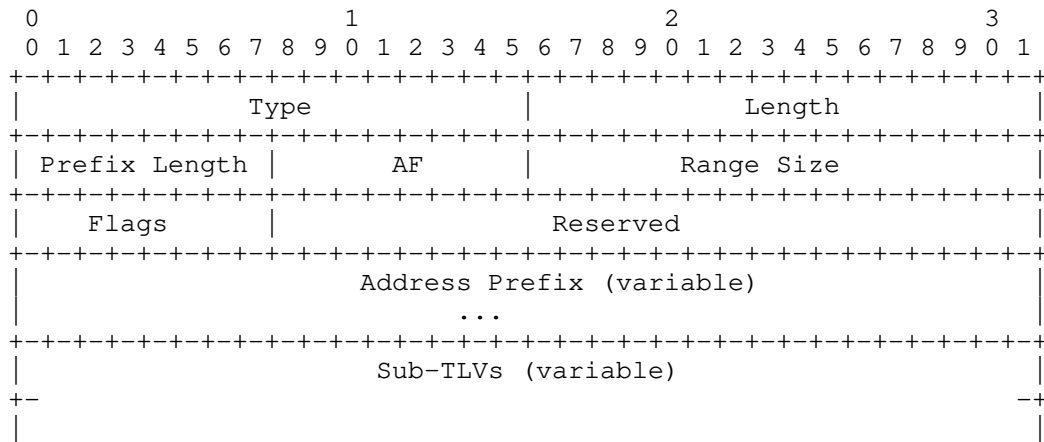 0                   1                   2                   3
 0 1 2 3 4 5 6 7 8 9 0 1 2 3 4 5 6 7 8 9 0 1 2 3 4 5 6 7 8 9 0 1
+-+-+-+-+-+-+-+-+-+-+-+-+-+-+-+-+-+-+-+-+-+-+-+-+-+-+-+-+-+-+-+-+
|              Type             |             Length            |
+-+-+-+-+-+-+-+-+-+-+-+-+-+-+-+-+-+-+-+-+-+-+-+-+-+-+-+-+-+-+-+-+
| Prefix Length |       AF      |         Range Size            |
+-+-+-+-+-+-+-+-+-+-+-+-+-+-+-+-+-+-+-+-+-+-+-+-+-+-+-+-+-+-+-+-+
|    Flags      |                 Reserved                      |
+-+-+-+-+-+-+-+-+-+-+-+-+-+-+-+-+-+-+-+-+-+-+-+-+-+-+-+-+-+-+-+-+
|                     Address Prefix (variable)                 |
|                           ...                                 |
+-+-+-+-+-+-+-+-+-+-+-+-+-+-+-+-+-+-+-+-+-+-+-+-+-+-+-+-+-+-+-+-+
|                      Sub-TLVs (variable)                      |
+-                                                             -+
|                                                               |